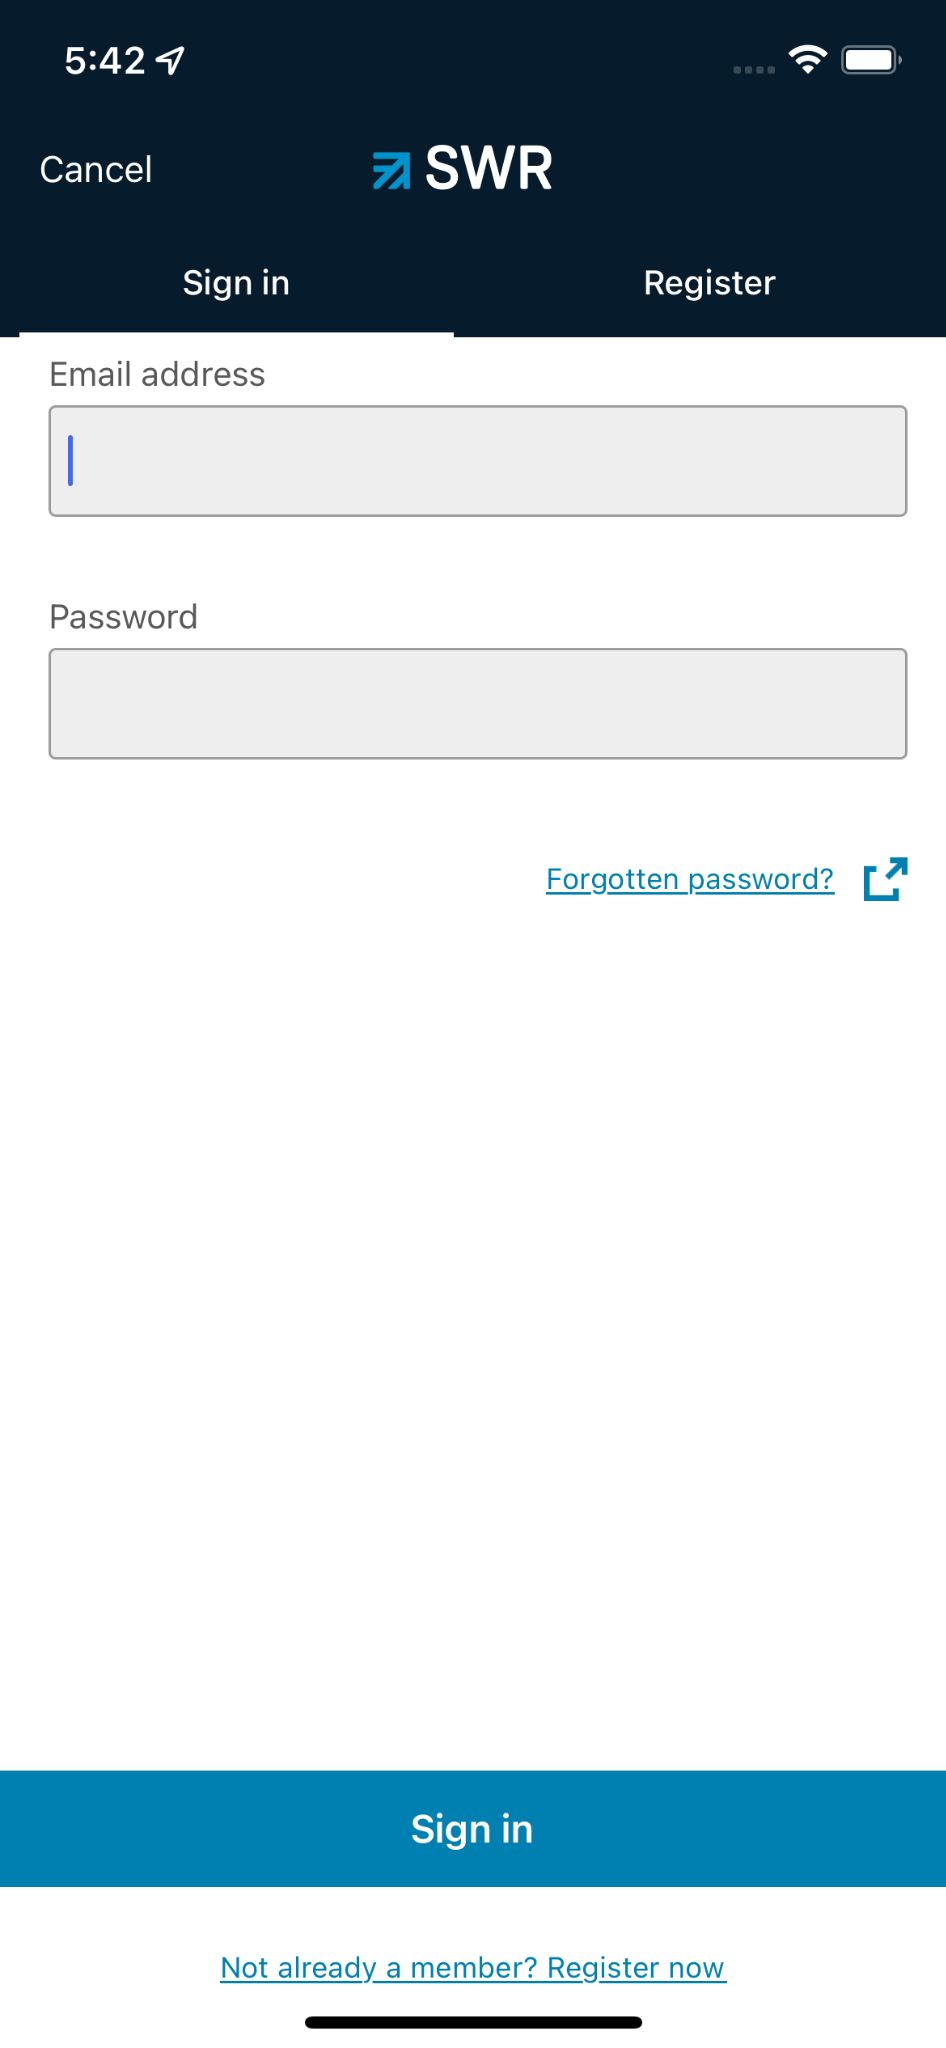 5:42
Cancel
SWR
Sign in
Register
Email address
Password
Forgotten password?
Sign in
Not already a member? Register now